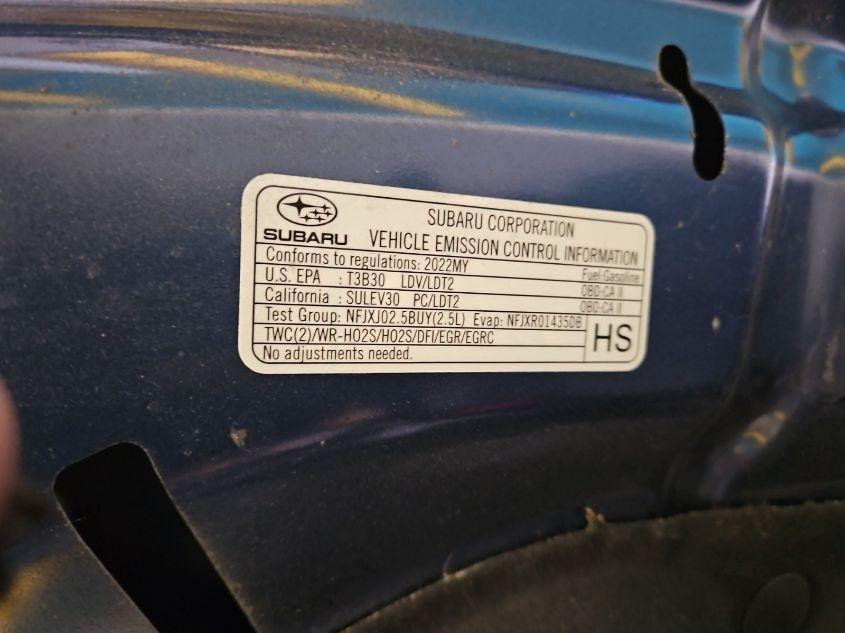 SUBARU
SUBARU CORPORATION
VEHICLE EMISSION CONTROL INFORMATION
Conforms to regulations: 2022MY Fuel-Gasoline
U.S. EPA : T3B30 LDV/LDT2 OBD-CA II
California : SULEV30 PC/LDT2 OBD-CA II
Test Group: NFJXJ02.5BUY(2.5L) Evap: NFJXR01435DB
TWC(2)/WR-HO2S/HO2S/DFI/EGR/EGRC
No adjustments needed.
HS